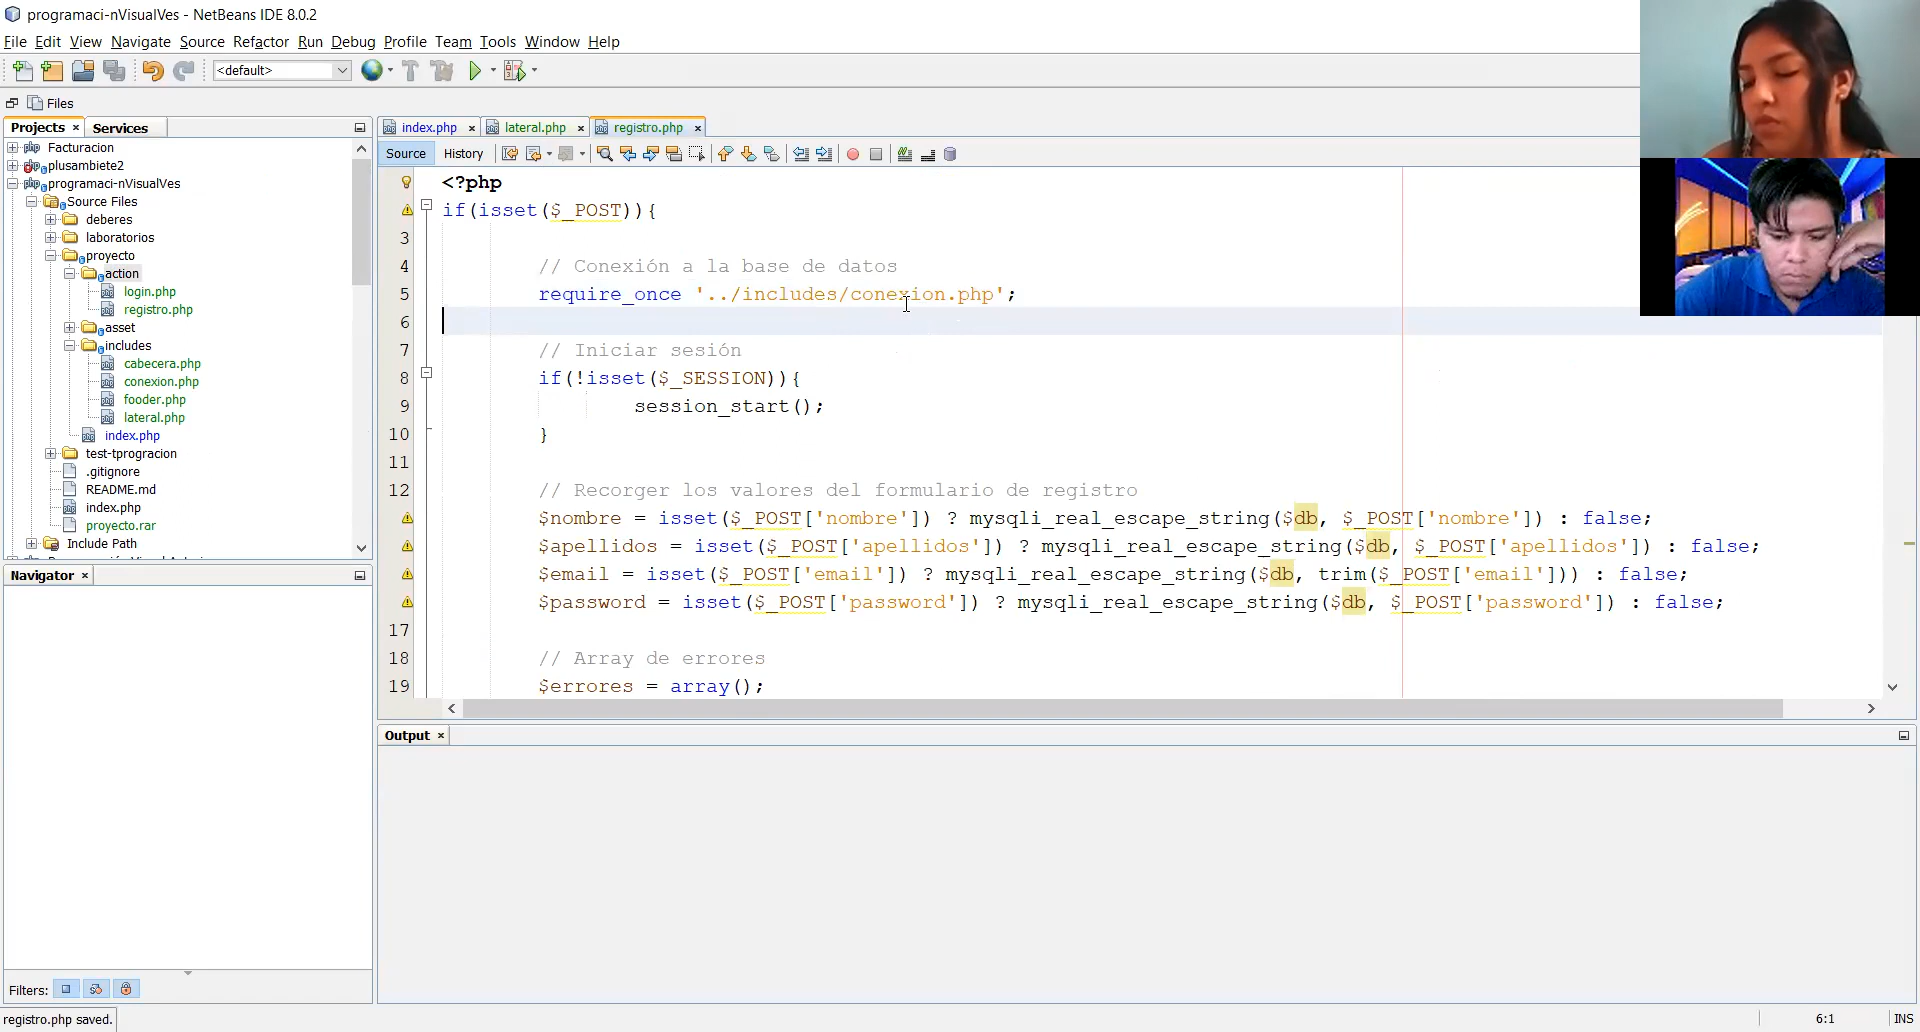 programaci-nVisualVes - NetBeans IDE 8.0.2
File Edit View Navigate Source Refactor Run Debug Profile Team Tools Window Help
<default>
Files
Projects Services
index.php lateral.php registro.php
Source History
Facturacion
plusambiete2
programaci-nVisualVes
Source Files
deberes
laboratorios
proyecto
action
login.php
registro.php
asset
includes
cabecera.php
conexion.php
fooder.php
lateral.php
index.php
test-tprogracion
.gitignore
README.md
index.php
proyecto.rar
Include Path
<?php
if(isset($_POST)){
3
4 // Conexión a la base de datos
5 require_once '../includes/conexion.php';
6
7 // Iniciar sesión
8 if(!isset($_SESSION)){
9 session_start();
10 }
11
12 // Recorger los valores del formulario de registro
$nombre = isset($_POST['nombre']) ? mysqli_real_escape_string($db, $_POST['nombre']) : false;
$apellidos = isset($_POST['apellidos']) ? mysqli_real_escape_string($db, $_POST['apellidos']) : false;
$email = isset($_POST['email']) ? mysqli_real_escape_string($db, trim($_POST['email'])) : false;
$password = isset($_POST['password']) ? mysqli_real_escape_string($db, $_POST['password']) : false;
17
18 // Array de errores
19 $errores = array();
Navigator
Output
Filters:
registro.php saved.
6:1 INS